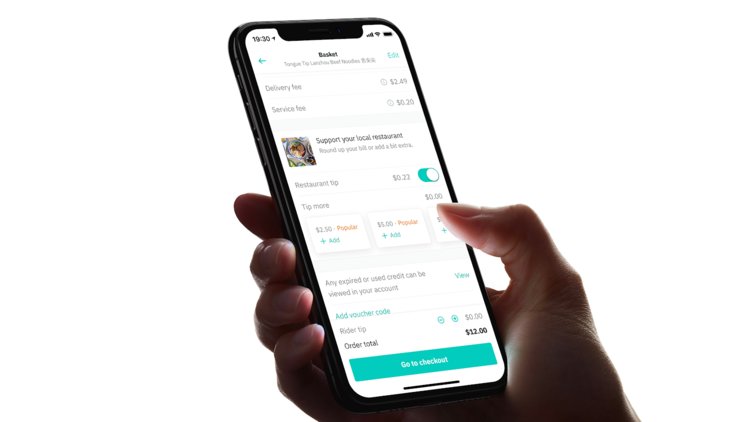 19:30
Basket
Tongue Tip Lanzhou Beef Noodles
Edit
Delivery fee $2.49
Service fee $0.20
Support your local restaurant
Round up your bill or add a bit extra.
Restaurant tip $0.22
Tip more $0.00
$2.50 · Popular $5.00 · Popular
+ Add + Add +
Any expired or used credit can be View
viewed in your account
Add voucher code
Rider tip $0.00
Order total $12.00
Go to checkout